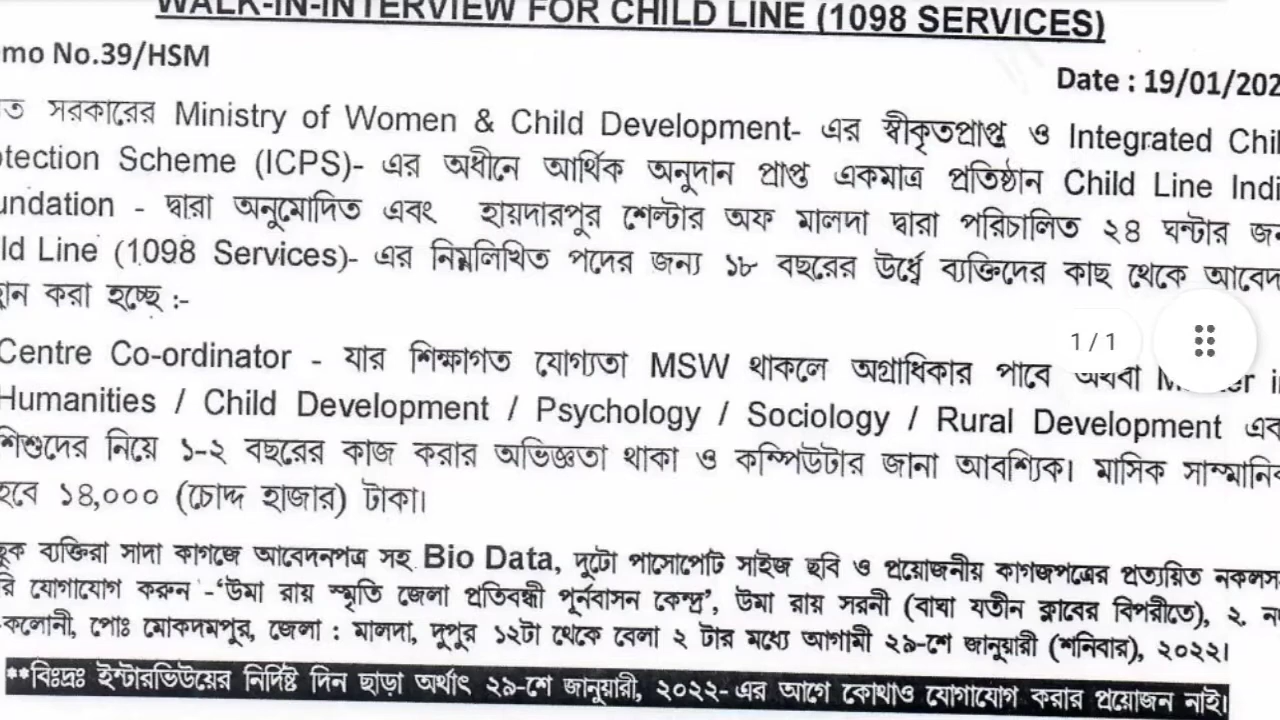 WALK-IN-INTERVIEW FOR CHILD LINE (1098 SERVICES)
mo No.39/HSM
Date : 19/01/202
ত সরকারের Ministry of Women & Child Development- এর স্বীকৃতপ্রাপ্ত ও Integrated Chil
tection Scheme (ICPS)- এর অধীনে আর্থিক অনুদান প্রাপ্ত একমাত্র প্রতিষ্ঠান Child Line Indi
undation - দ্বারা অনুমোদিত এবং হায়দারপুর শেল্টার অফ মালদা দ্বারা পরিচালিত ২৪ ঘন্টার জন
ld Line (1098 Services)- এর নিম্নলিখিত পদের জন্য ১৮ বছরের উর্ধ্বে ব্যক্তিদের কাছ থেকে আবেদ
ান করা হচ্ছে :-
Centre Co-ordinator - যার শিক্ষাগত যোগ্যতা MSW থাকলে অগ্রাধিকার পাবে অথবা
1 / 1
Humanities / Child Development / Psychology / Sociology / Rural Development এব
শিশুদের নিয়ে ১-২ বছরের কাজ করার অভিজ্ঞতা থাকা ও কম্পিউটার জানা আবশ্যিক। মাসিক সাম্মানিক
হবে ১৪,০০০ (চোদ্দ হাজার) টাকা।
ুক ব্যক্তিরা সাদা কাগজে আবেদনপত্র সহ Bio Data, দুটো পাসপোর্ট সাইজ ছবি ও প্রয়োজনীয় কাগজপত্রের প্রত্যয়িত নকলস
রি যোগাযোগ করুন -‘উমা রায় স্মৃতি জেলা প্রতিবন্ধী পূর্নবাসন কেন্দ্র’, উমা রায় সরনী (বাঘা যতীন ক্লাবের বিপরীতে), ২, ন
কলোনী, পোঃ মোকদমপুর, জেলা : মালদা, দুপুর ১২টা থেকে বেলা ২ টার মধ্যে আগামী ২৯-শে জানুয়ারী (শনিবার), ২০২২।
**বিঃদ্রঃ ইন্টারভিউয়ের নির্দিষ্ট দিন ছাড়া অর্থাৎ ২৯-শে জানুয়ারী, ২০২২- এর আগে কোথাও যোগাযোগ করার প্রয়োজন নাই।